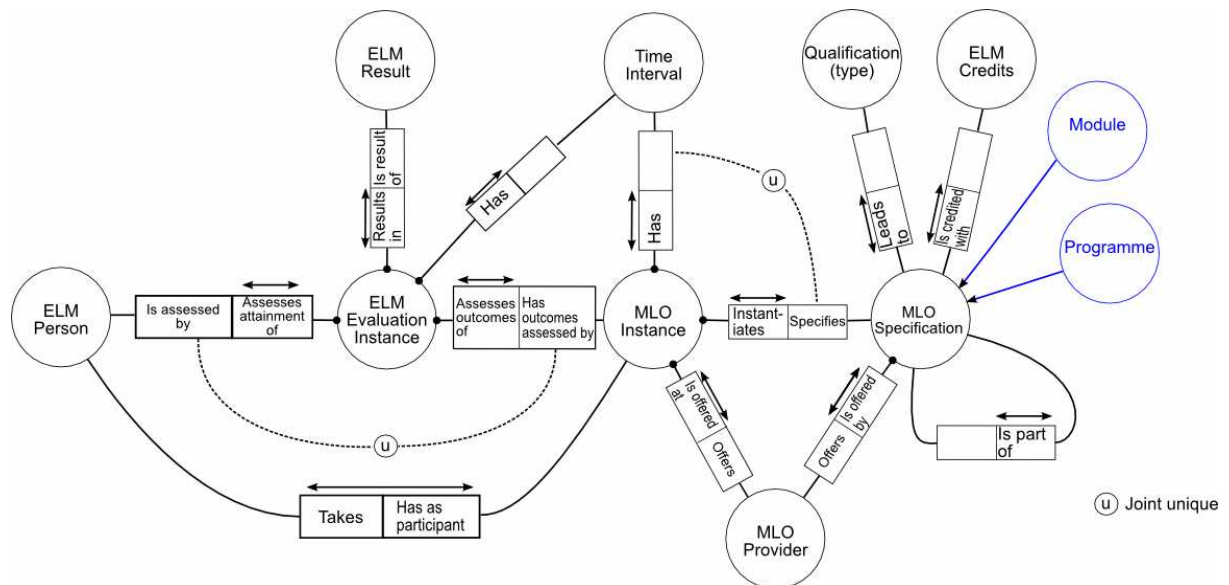 ELM
Result
Time
Interval
Qualification
(type)
ELM
Credits
Module
Programme
Is result
of
Results
in
Has
Has
u
Leads
to
Is credited
with
ELM
Person
Is assessed
by
Assesses
attainment
of
ELM
Evaluation
Instance
Assesses
outcomes
of
Has
outcomes
assessed by
MLO
Instance
Instant-
iates
Specifies
MLO
Specification
Is offered
at
Offers
Is offered
by
Offers
Is part
of
u
Takes
Has as
participant
MLO
Provider
u Joint unique